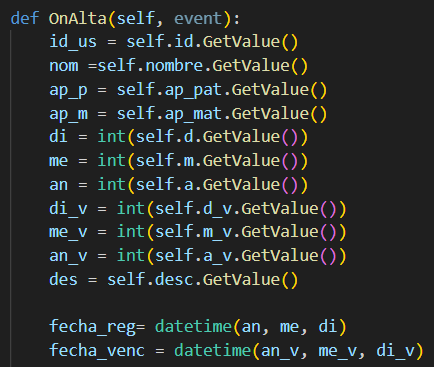 def OnAlta(self, event):
id_us = self.id.GetValue()
nom =self.nombre.GetValue()
ap_p = self.ap_pat.GetValue()
ap_m = self.ap_mat.GetValue()
di = int(self.d.GetValue())
me = int(self.m.GetValue())
an = int(self.a.GetValue())
di_v = int(self.d_v.GetValue())
me_v = int(self.m_v.GetValue())
an_v = int(self.a_v.GetValue())
des = self.desc.GetValue()
fecha_reg= datetime(an, me, di)
fecha_venc = datetime(an_v, me_v, di_v)